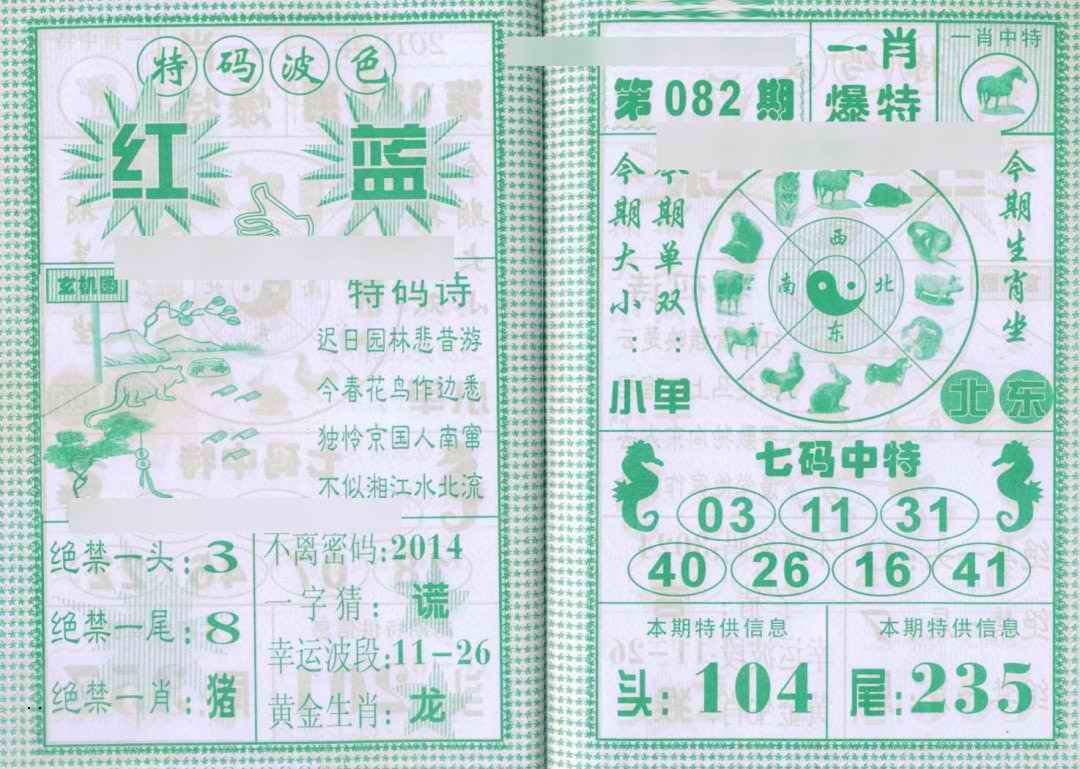 特码波色
红 蓝
玄机图
特码诗
迟日园林悲昔游
今春花鸟作边愁
独怜京国人南窜
不似湘江水北流
绝禁一头:3
绝禁一尾:8
绝禁一肖:猪
不离密码:2014
一字猜:谎
幸运波段:11-26
黄金生肖:龙
第082期
一肖
爆特
一肖中特
今期大小:小
今期单双:单
西
南
北
东
今期生肖坐
北东
七码中特
03 11 31
40 26 16 41
本期特供信息
头:104
本期特供信息
尾:235